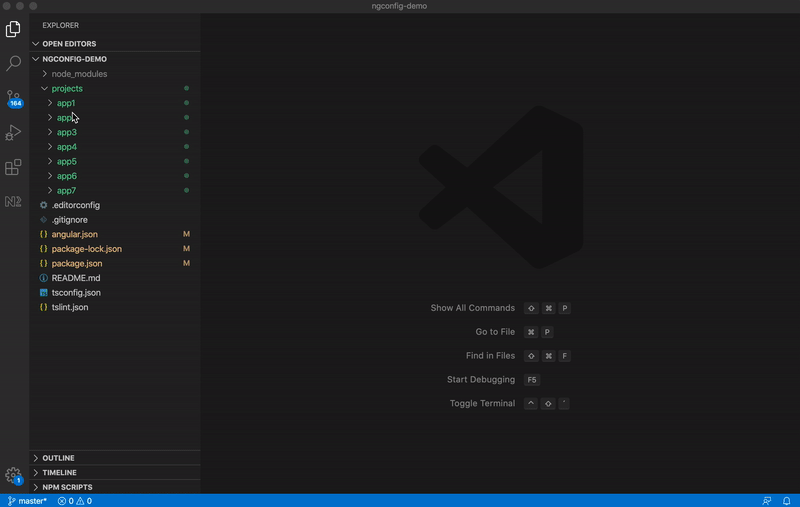 ngconfig-demo
EXPLORER
OPEN EDITORS
NGCONFIG-DEMO
node_modules
projects
app1
app3
app4
app5
app6
app7
.editorconfig
.gitignore
{} angular.json M
{} package-lock.json M
{} package.json M
README.md
tsconfig.json
{} tslint.json
164
N2
Show All Commands ⇧ ⌘ P
Go to File ⌘ P
Find in Files ⇧ ⌘ F
Start Debugging F5
Toggle Terminal ^ ⇧ `
OUTLINE
TIMELINE
NPM SCRIPTS
1
master* 0 0